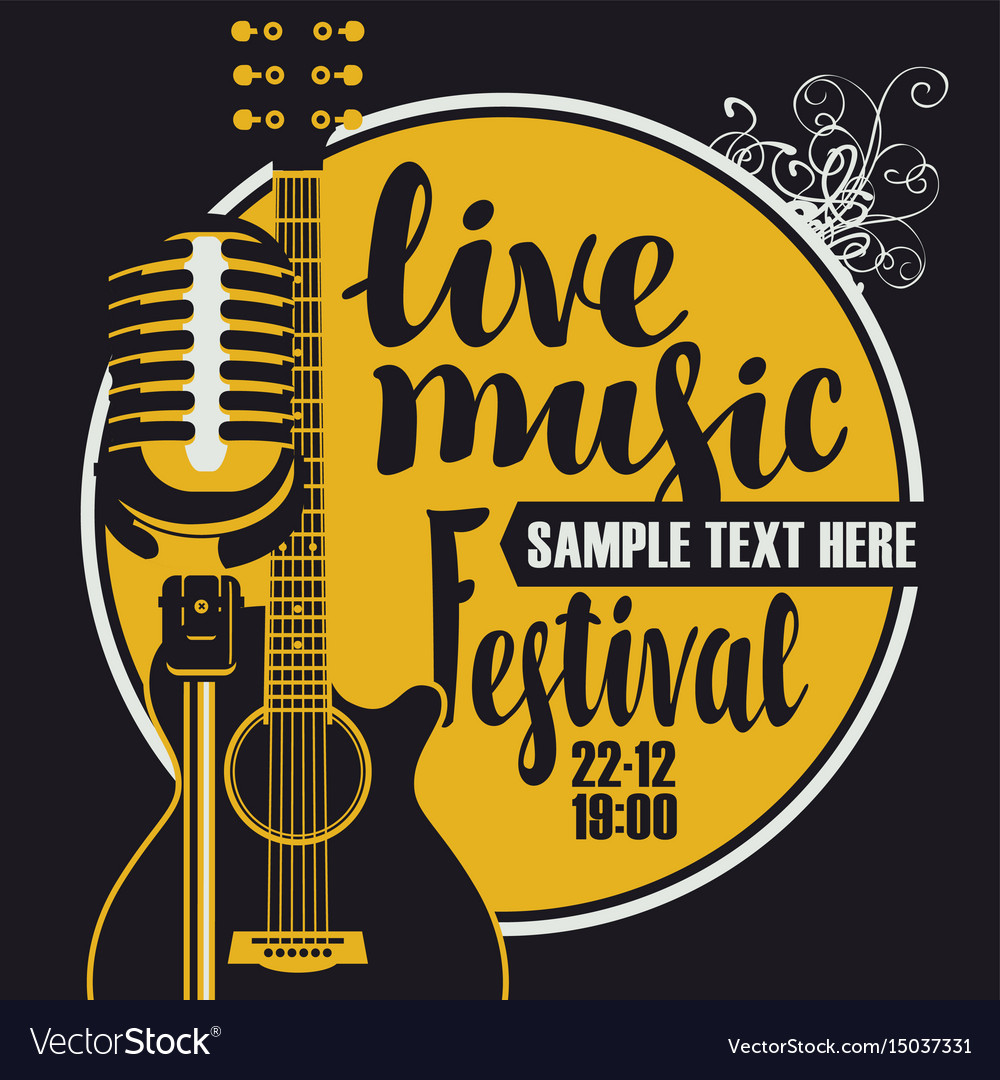 live
music
SAMPLE TEXT HERE
Festival
22-12
19:00
VectorStock®
VectorStock.com/15037331